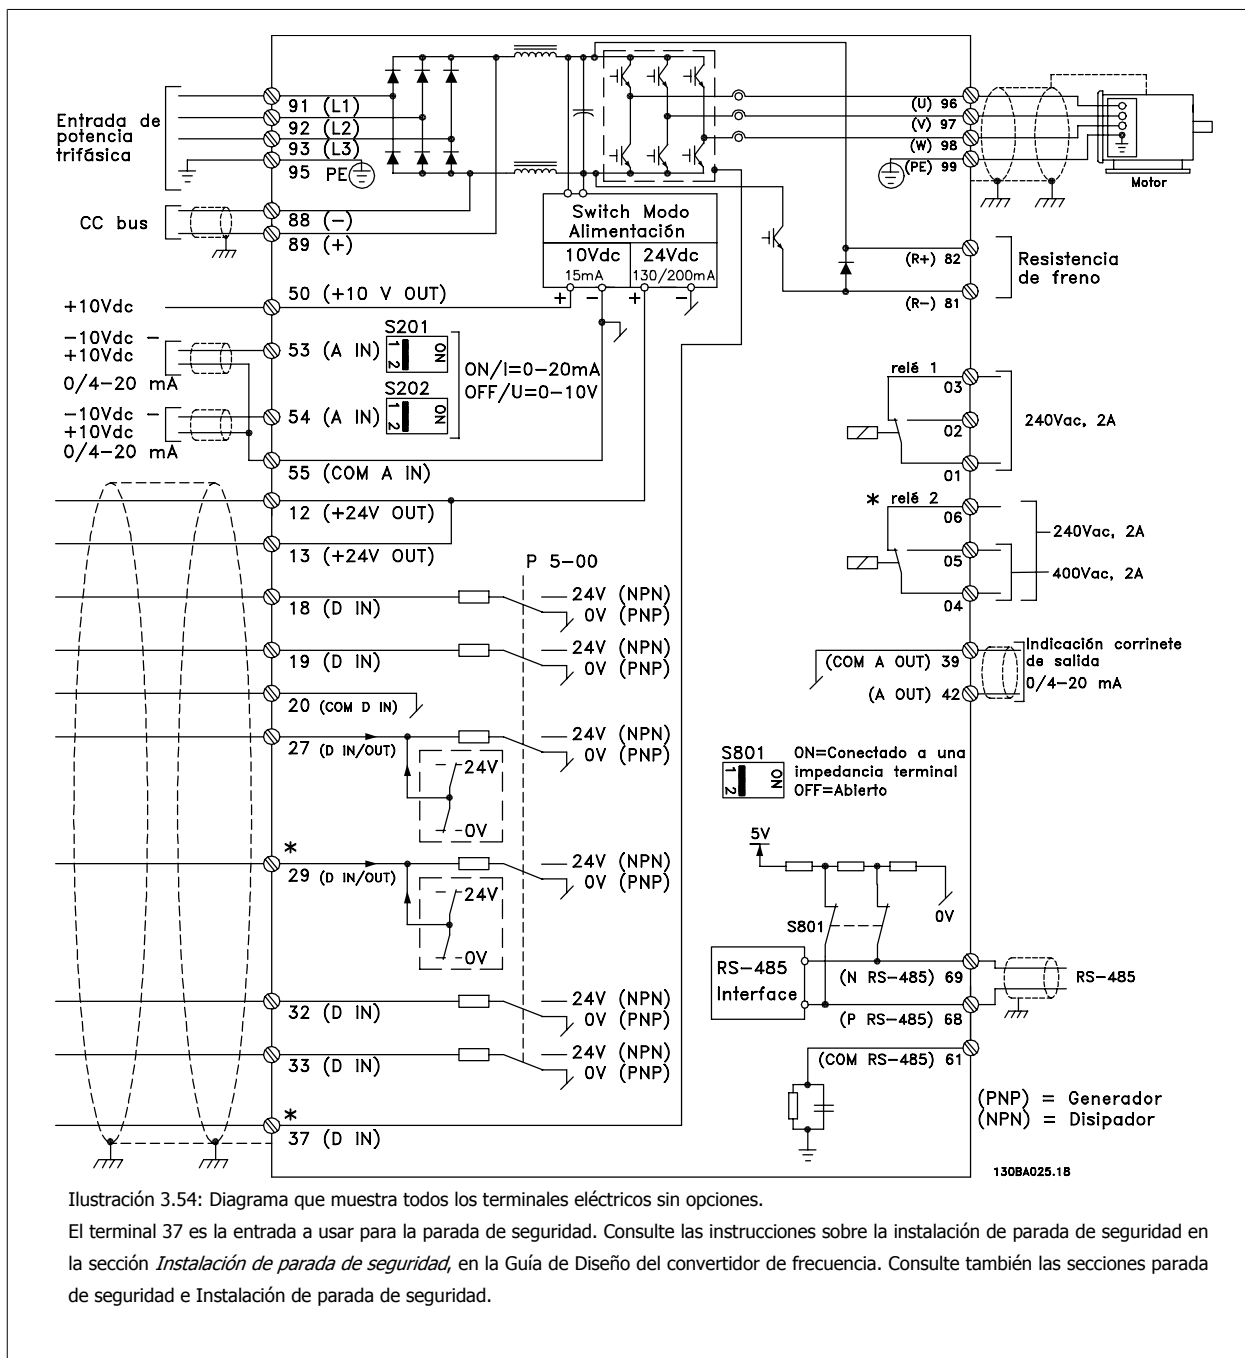 Entrada de
potencia
trifásica
91 (L1)
92 (L2)
93 (L3)
95 PE
CC bus
88 (−)
89 (+)
+10Vdc
50 (+10 V OUT)
−10Vdc −
+10Vdc
0/4−20 mA
53 (A IN)
S201
ON
1 2
−10Vdc −
+10Vdc
0/4−20 mA
54 (A IN)
S202
ON
1 2
ON/I=0−20mA
OFF/U=0−10V
55 (COM A IN)
12 (+24V OUT)
13 (+24V OUT)
P 5-00
18 (D IN)
24V (NPN)
0V (PNP)
19 (D IN)
24V (NPN)
0V (PNP)
20 (COM D IN)
27 (D IN/OUT)
24V (NPN)
0V (PNP)
24V
0V
*
29 (D IN/OUT)
24V (NPN)
0V (PNP)
24V
0V
32 (D IN)
24V (NPN)
0V (PNP)
33 (D IN)
24V (NPN)
0V (PNP)
*
37 (D IN)
Switch Modo
Alimentación
10Vdc
15mA
24Vdc
130/200mA
+ − + −
(U) 96
(V) 97
(W) 98
(PE) 99
Motor
(R+) 82
(R−) 81
Resistencia
de freno
relé 1
03
02
01
240Vac, 2A
* relé 2
06
05
04
240Vac, 2A
400Vac, 2A
(COM A OUT) 39
(A OUT) 42
Indicación corrinete
de salida
0/4−20 mA
S801
ON
1 2
ON=Conectado a una
impedancia terminal
OFF=Abierto
5V
S801
0V
RS−485
Interface
(N RS−485) 69
(P RS−485) 68
RS−485
(COM RS−485) 61
(PNP) = Generador
(NPN) = Disipador
130BA025.18
Ilustración 3.54: Diagrama que muestra todos los terminales eléctricos sin opciones.
El terminal 37 es la entrada a usar para la parada de seguridad. Consulte las instrucciones sobre la instalación de parada de seguridad en
la sección Instalación de parada de seguridad, en la Guía de Diseño del convertidor de frecuencia. Consulte también las secciones parada
de seguridad e Instalación de parada de seguridad.